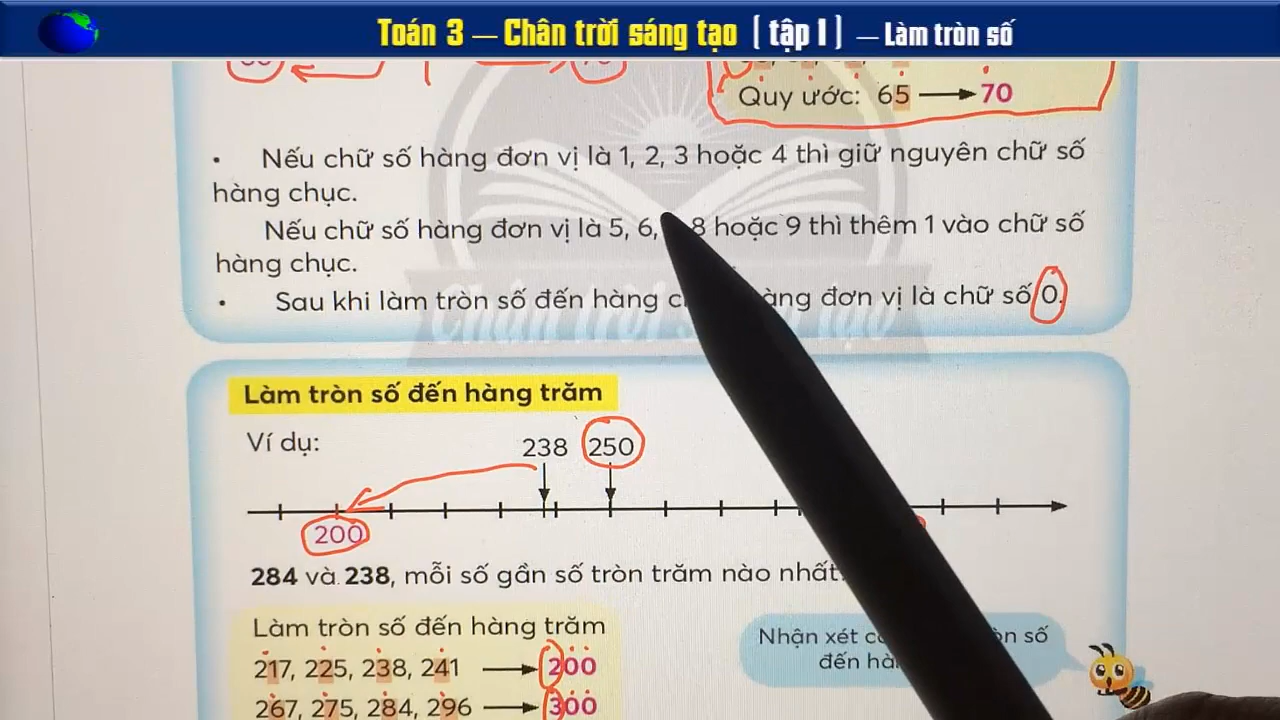 Toán 3 — Chân trời sáng tạo ( tập 1 ) — Làm tròn số
Quy ước: 65 → 70
• Nếu chữ số hàng đơn vị là 1, 2, 3 hoặc 4 thì giữ nguyên chữ số
hàng chục.
Nếu chữ số hàng đơn vị là 5, 6, 8 hoặc 9 thì thêm 1 vào chữ số
hàng chục.
• Sau khi làm tròn số đến hàng đơn vị là chữ số 0.
Chân trời sáng tạo
Làm tròn số đến hàng trăm
Ví dụ:
238 250
200
284 và 238, mỗi số gần số tròn trăm nào nhất
Làm tròn số đến hàng trăm
217, 225, 238, 241 → 200
267, 275, 284, 296 → 300
Nhận xét số
đến